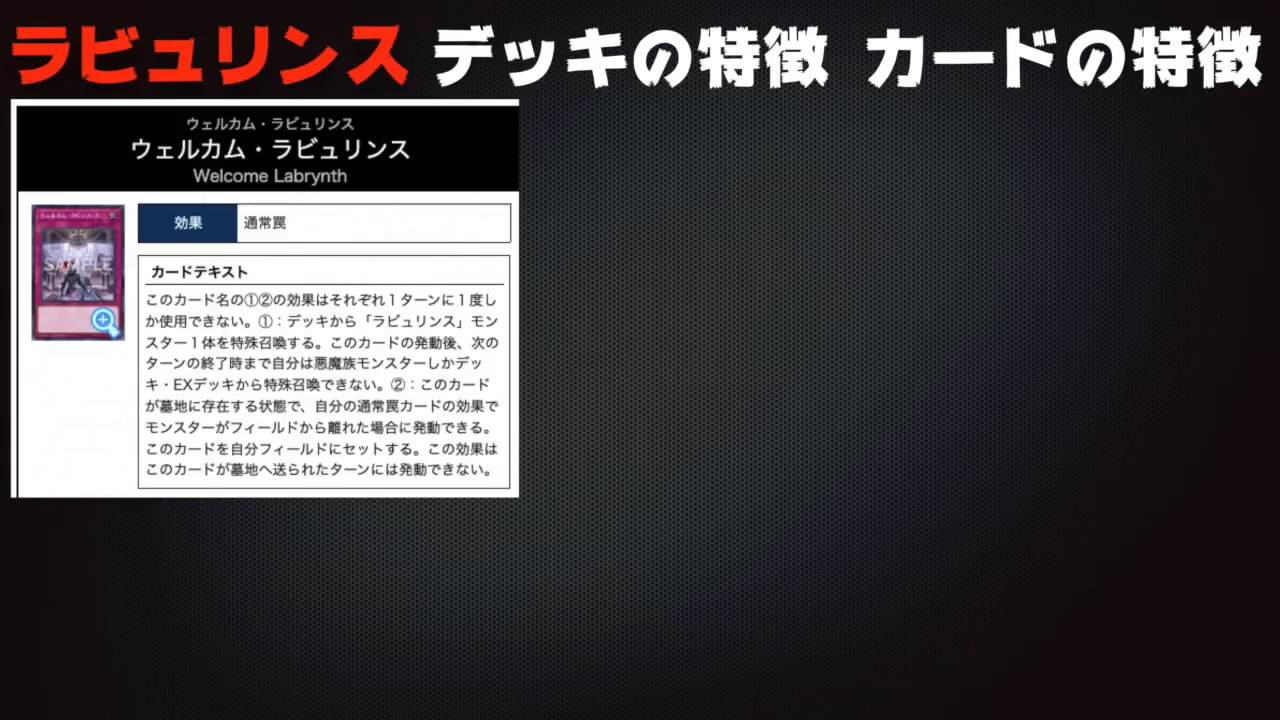 ラビュリンス デッキの特徴 カードの特徴
ウェルカム・ラビュリンス
ウェルカム・ラビュリンス
Welcome Labrynth
ウェルカム・ラビュリンス
SAMPLE
効果 通常罠
カードテキスト
このカード名の①②の効果はそれぞれ１ターンに１度し
か使用できない。①：デッキから「ラビュリンス」モン
スター１体を特殊召喚する。このカードの発動後、次の
ターンの終了時まで自分は悪魔族モンスターしかデッ
キ・EXデッキから特殊召喚できない。②：このカード
が墓地に存在する状態で、自分の通常罠カードの効果で
モンスターがフィールドから離れた場合に発動できる。
このカードを自分フィールドにセットする。この効果は
このカードが墓地へ送られたターンには発動できない。